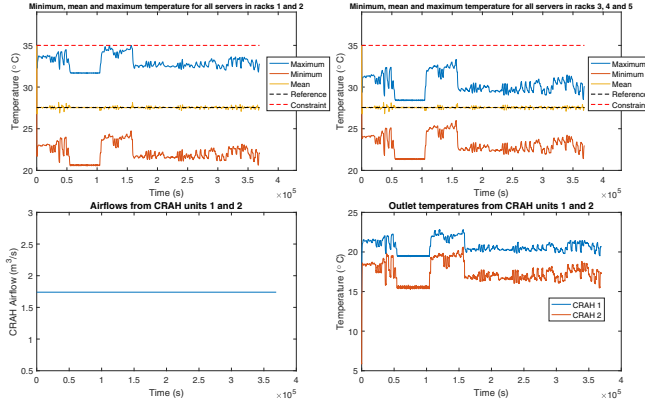 Minimum, mean and maximum temperature for all servers in racks 1 and 2
Temperature (° C)
40
35
30
25
20
Maximum
Minimum
Mean
Reference
Constraint
0 0.5 1 1.5 2 2.5 3 3.5 4
Time (s)
×10^5
Minimum, mean and maximum temperature for all servers in racks 3, 4 and 5
Temperature (° C)
40
35
30
25
20
Maximum
Minimum
Mean
Reference
Constraint
0 0.5 1 1.5 2 2.5 3 3.5 4
Time (s)
×10^5
Airflows from CRAH units 1 and 2
CRAH Airflow (m^3/s)
3
2.5
2
1.5
1
0.5
0 0.5 1 1.5 2 2.5 3 3.5 4
Time (s)
×10^5
Outlet temperatures from CRAH units 1 and 2
Temperature (° C)
25
20
15
10
5
CRAH 1
CRAH 2
0 0.5 1 1.5 2 2.5 3 3.5 4
Time (s)
×10^5